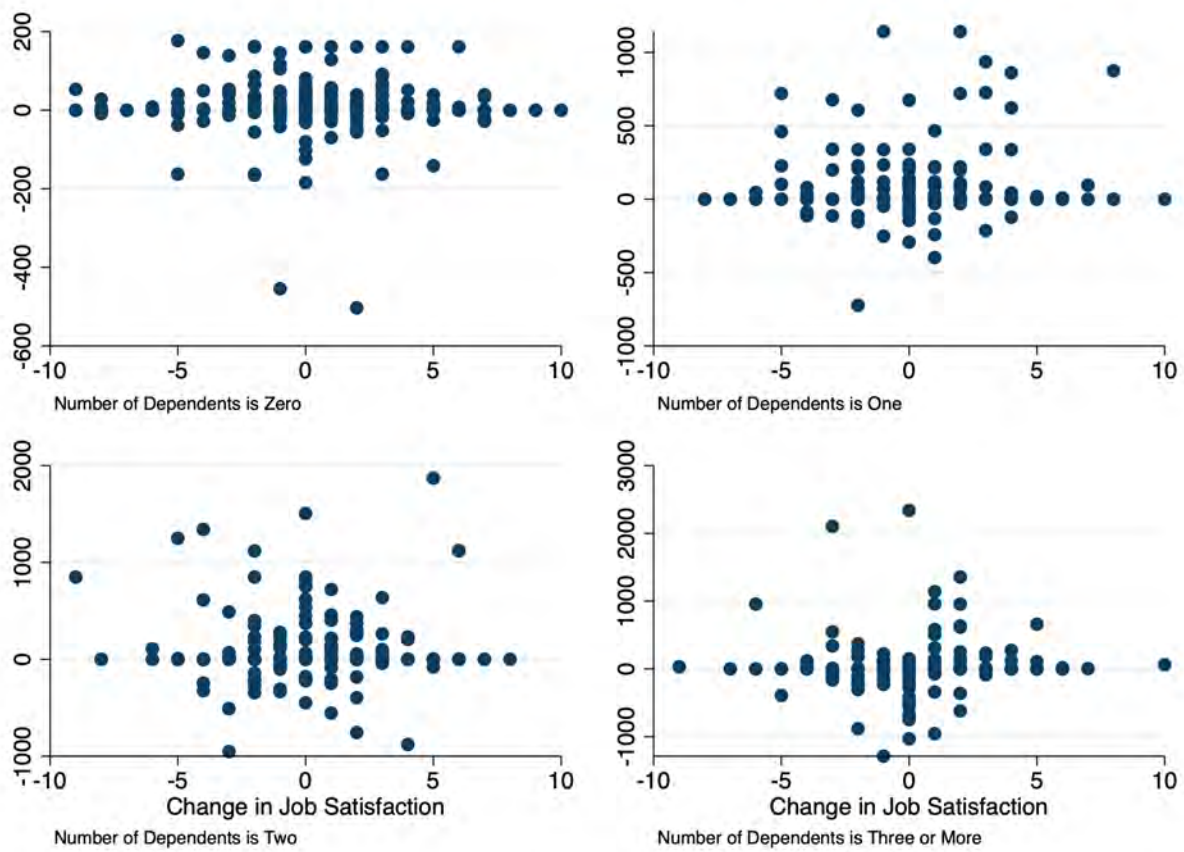 200
0
-200
-400
-600
-10 -5 0 5 10
Number of Dependents is Zero
1000
500
0
-500
-1000
-10 -5 0 5 10
Number of Dependents is One
2000
1000
0
-1000
-10 -5 0 5 10
Change in Job Satisfaction
Number of Dependents is Two
3000
2000
1000
0
-1000
-10 -5 0 5 10
Change in Job Satisfaction
Number of Dependents is Three or More